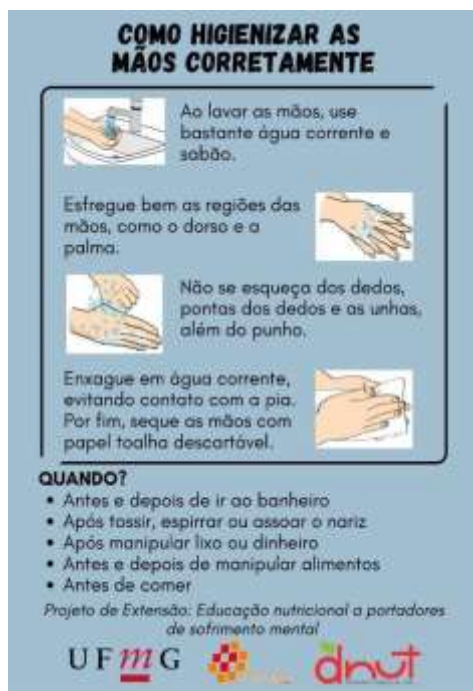 COMO HIGIENIZAR AS
MÃOS CORRETAMENTE
Ao lavar as mãos, use
bastante água corrente e
sabão.
Esfregue bem as regiões das
mãos, como o dorso e a
palma.
Não se esqueça dos dedos,
pontas dos dedos e as unhas,
além do punho.
Enxague em água corrente,
evitando contato com a pia.
Por fim, seque as mãos com
papel toalha descartável.
QUANDO?
• Antes e depois de ir ao banheiro
• Após tossir, espirrar ou assoar o nariz
• Após manipular lixo ou dinheiro
• Antes e depois de manipular alimentos
• Antes de comer
Projeto de Extensão: Educação nutricional a portadores
de sofrimento mental
UFMG
dnut